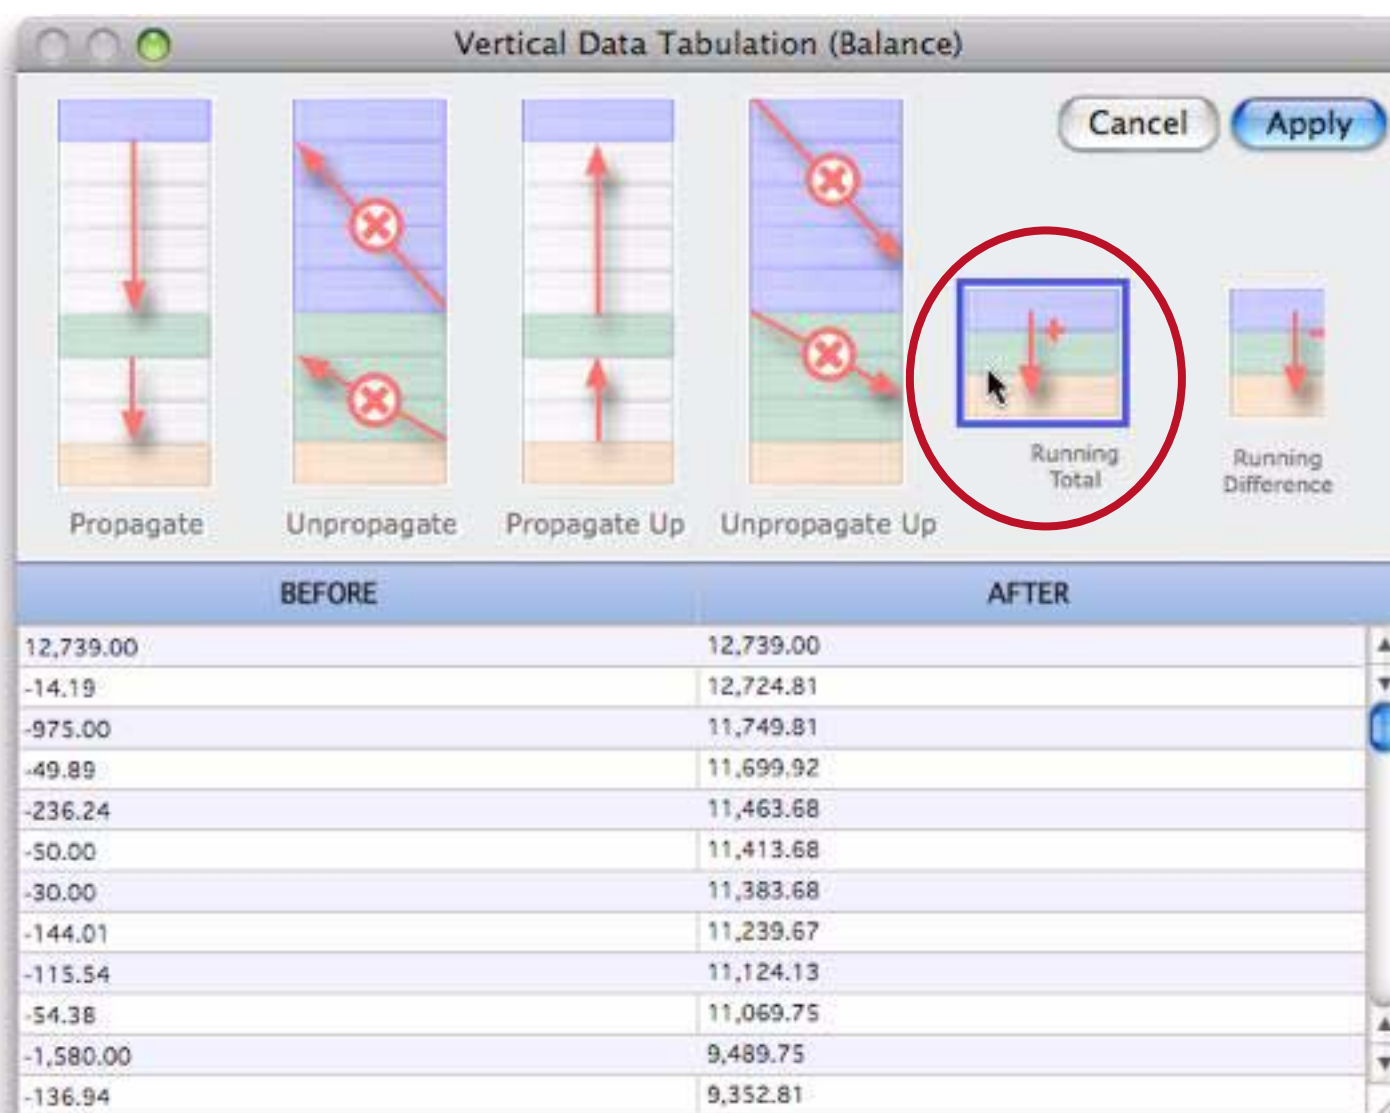 Vertical Data Tabulation (Balance)
Cancel
Apply
Propagate
Unpropagate
Propagate Up
Unpropagate Up
Running
Total
Running
Difference
BEFORE AFTER
12,739.00 12,739.00
-14.19 12,724.81
-975.00 11,749.81
-49.89 11,699.92
-236.24 11,463.68
-50.00 11,413.68
-30.00 11,383.68
-144.01 11,239.67
-115.54 11,124.13
-54.38 11,069.75
-1,580.00 9,489.75
-136.94 9,352.81